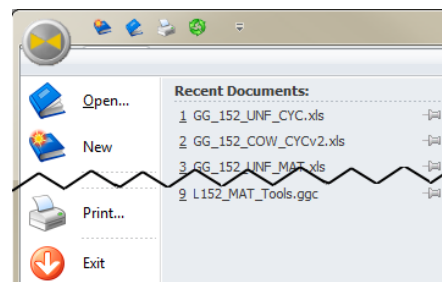 Open...
New
Print...
Exit
Recent Documents:
1 GG_152_UNF_CYC.xls
2 GG_152_COW_CYCv2.xls
3 GG_152_UNF_MAT.xls
9 L152_MAT_Tools.ggc